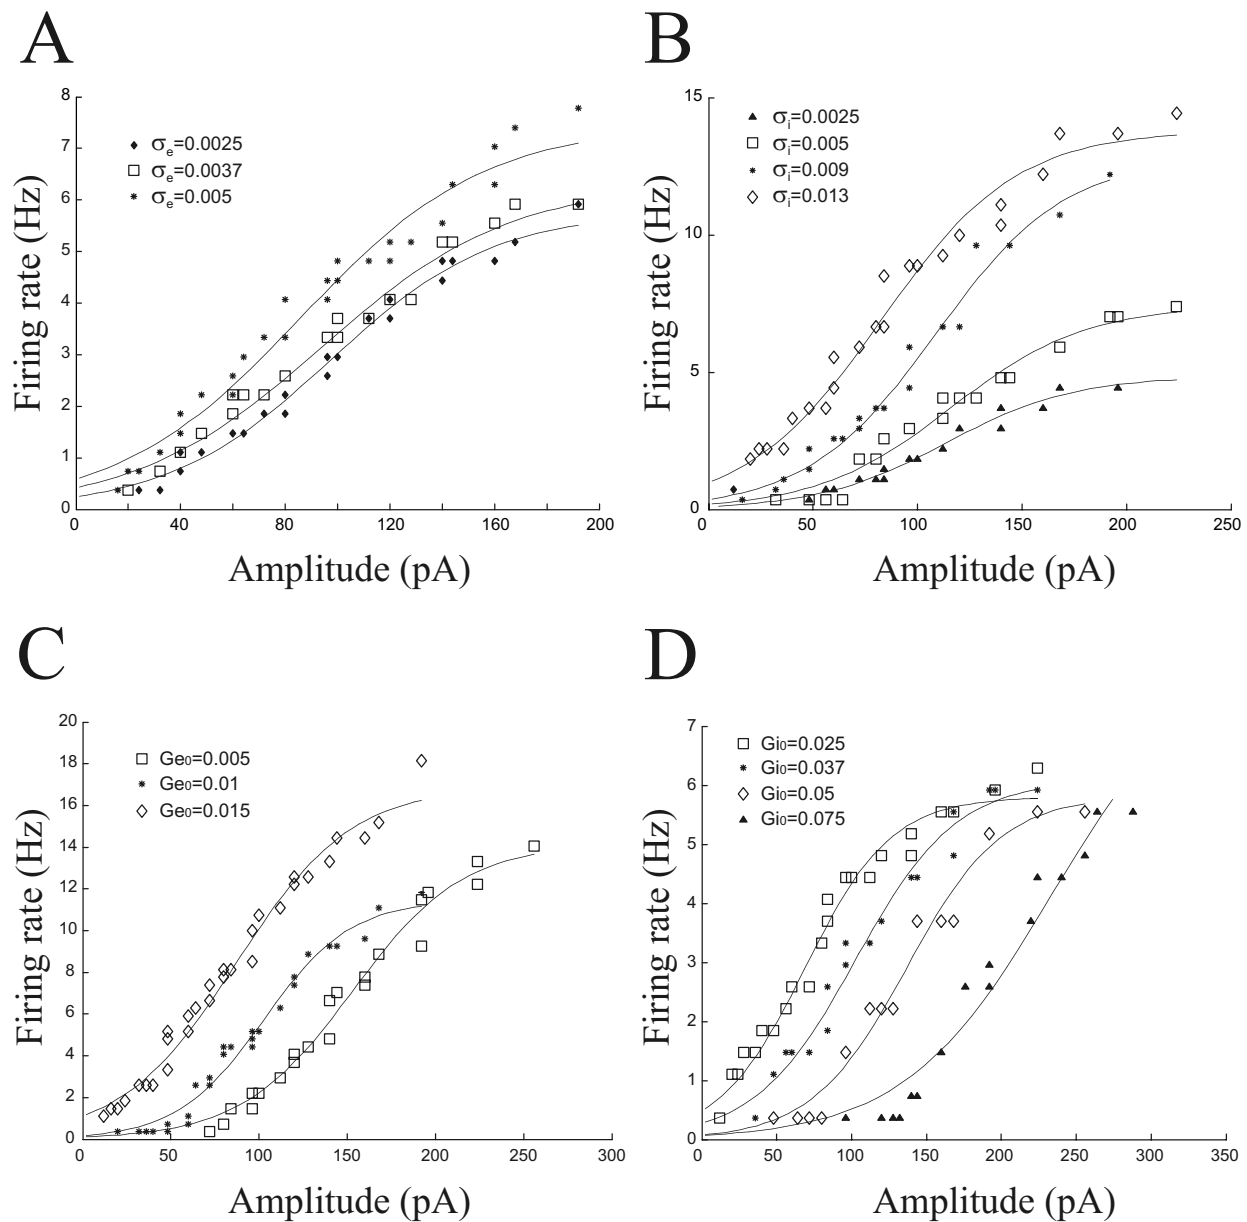 A
8
7
6
5
4
3
2
1
0
0
40
80
120
160
200
σe=0.0025
σe=0.0037
σe=0.005
Firing rate (Hz)
Amplitude (pA)
B
15
10
5
0
0
50
100
150
200
250
σi=0.0025
σi=0.005
σi=0.009
σi=0.013
Firing rate (Hz)
Amplitude (pA)
C
20
18
16
14
12
10
8
6
4
2
0
0
50
100
150
200
250
300
Ge0=0.005
Ge0=0.01
Ge0=0.015
Firing rate (Hz)
Amplitude (pA)
D
7
6
5
4
3
2
1
0
0
50
100
150
200
250
300
350
Gi0=0.025
Gi0=0.037
Gi0=0.05
Gi0=0.075
Firing rate (Hz)
Amplitude (pA)